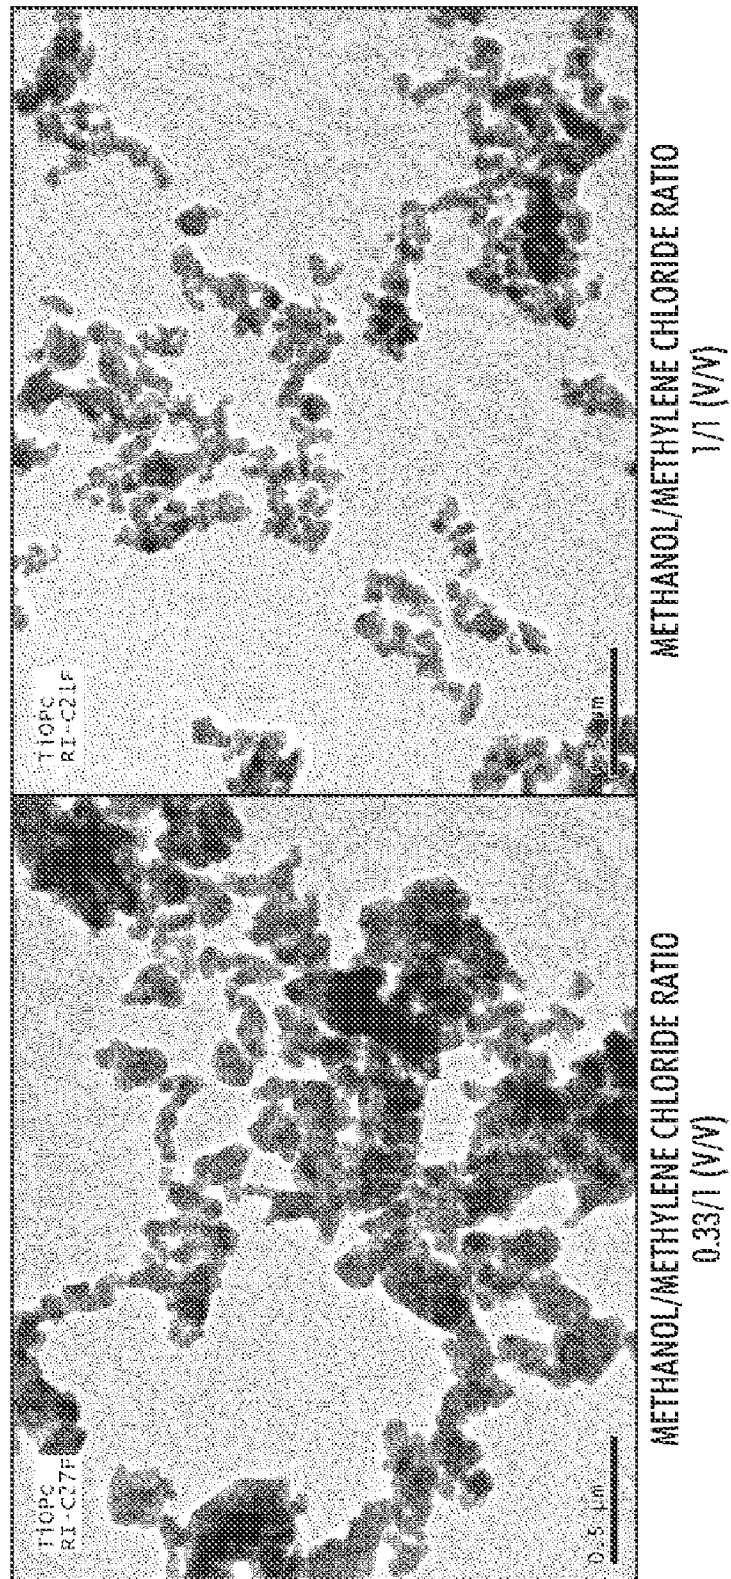 TiOPc
RI-C27F
0.5 µm
METHANOL/METHYLENE CHLORIDE RATIO
0.33/1 (V/V)
TiOPc
RI-C21F
µm
METHANOL/METHYLENE CHLORIDE RATIO
1/1 (V/V)